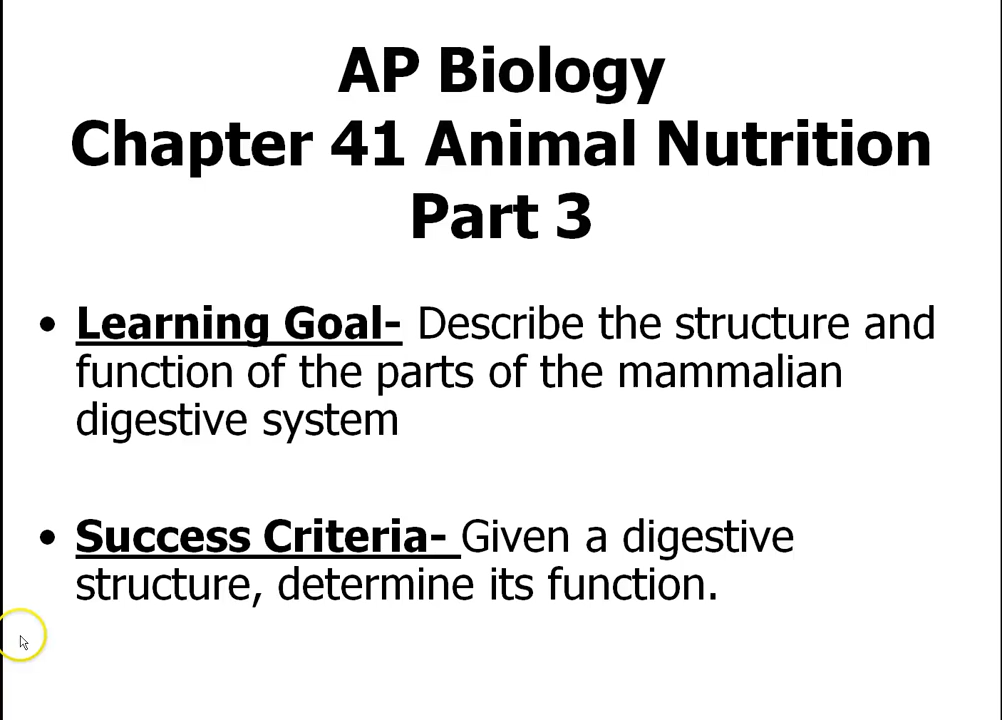 AP Biology
Chapter 41 Animal Nutrition
Part 3
• Learning Goal- Describe the structure and
function of the parts of the mammalian
digestive system
• Success Criteria- Given a digestive
structure, determine its function.